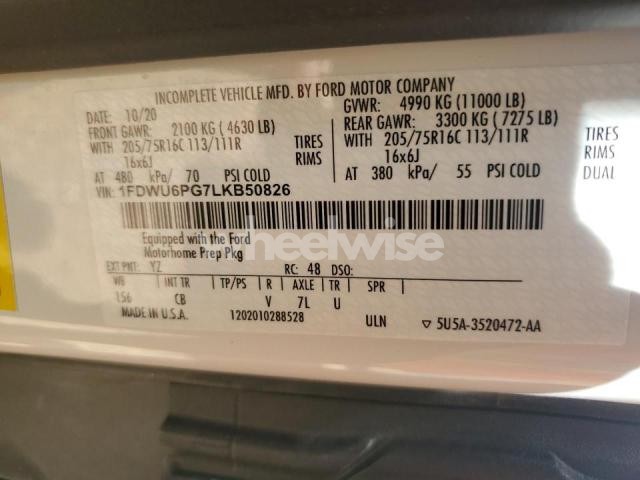 INCOMPLETE VEHICLE MFD. BY FORD MOTOR COMPANY
DATE: 10/20 GVWR: 4990 KG (11000 LB)
FRONT GAWR: 2100 KG ( 4630 LB) REAR GAWR: 3300 KG ( 7275 LB)
WITH 205/75R16C 113/111R TIRES WITH 205/75R16C 113/111R TIRES
16x6J RIMS 16x6J RIMS
AT 480 kPa/ 70 PSI COLD AT 380 kPa/ 55 PSI COLD DUAL
VIN: 1FDWU6PG7LKB50826
wheelwise
Equipped with the Ford
Motorhome Prep Pkg
EXT PNT: YZ RC: 48 DSO:
WB INT TR TP/PS R AXLE TR SPR
156 CB V 7L U
MADE IN U.S.A. 1202010288528 ULN ▽ 5U5A-3520472-AA